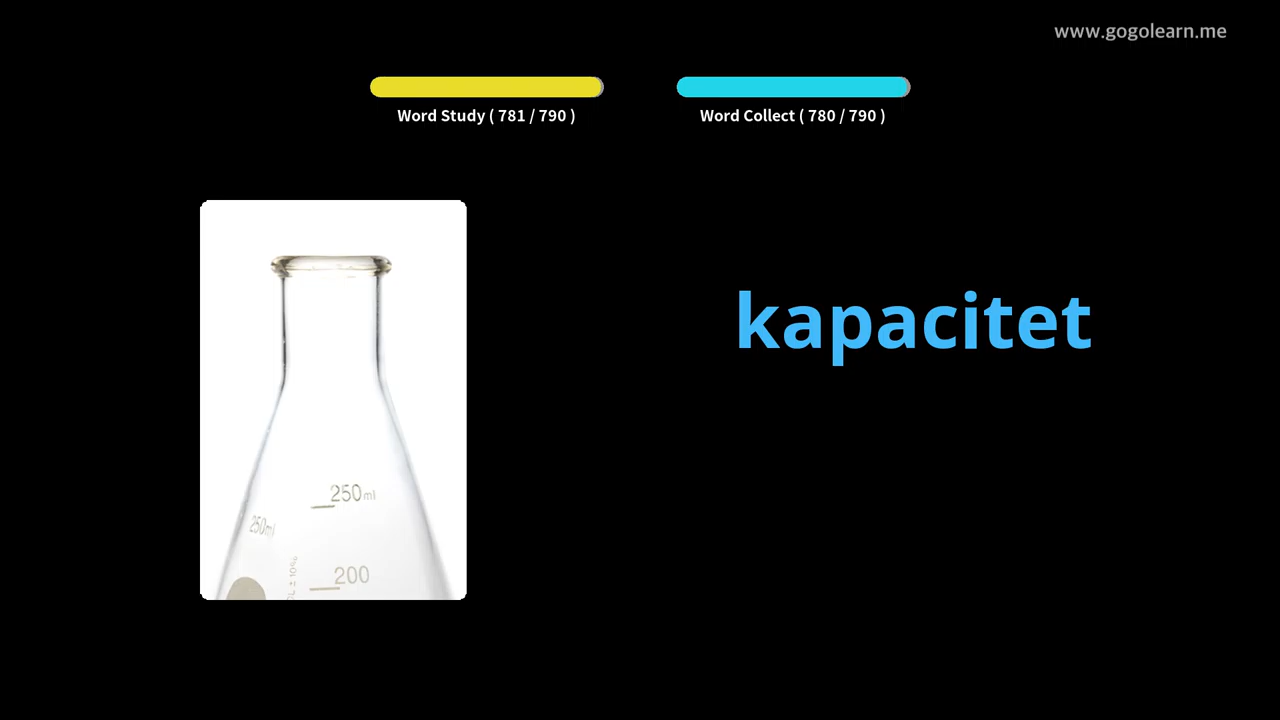 www.gogolearn.me
Word Study ( 781 / 790 )
Word Collect ( 780 / 790 )
kapacitet
250ml
250ml
200